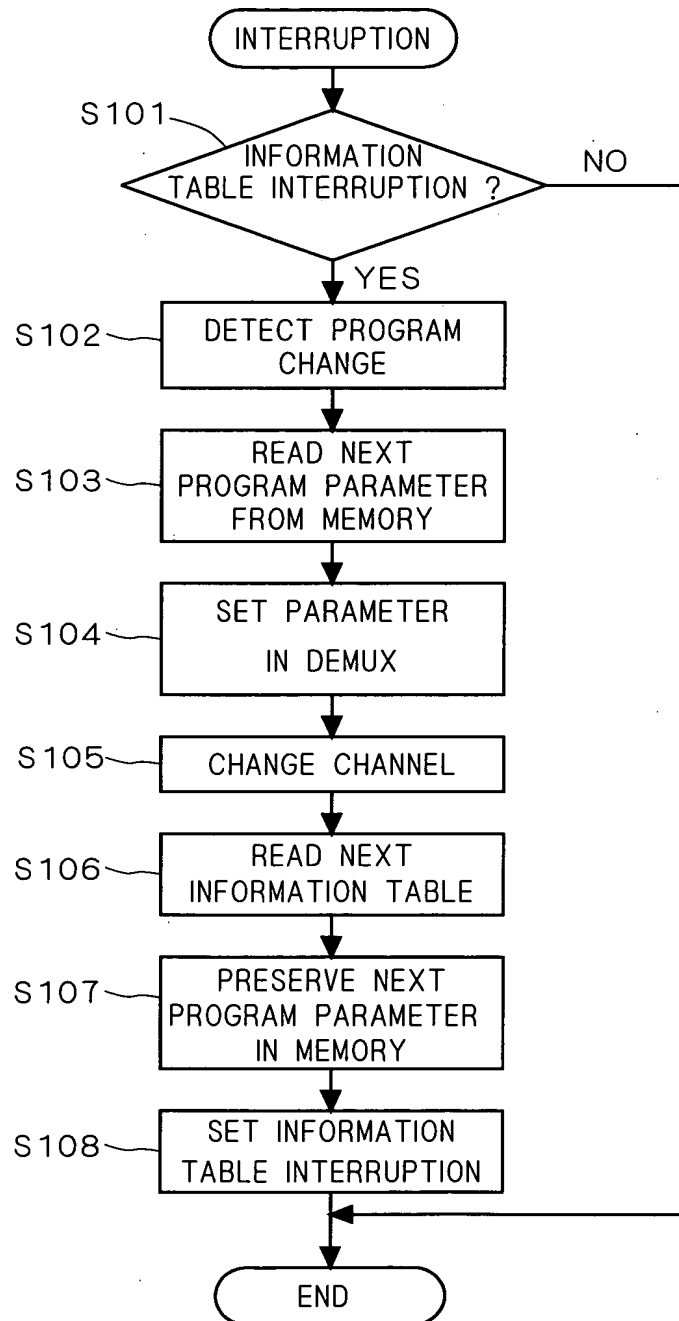 INTERRUPTION
S101
INFORMATION
TABLE INTERRUPTION ?
NO
YES
S102
DETECT PROGRAM
CHANGE
S103
READ NEXT
PROGRAM PARAMETER
FROM MEMORY
S104
SET PARAMETER
IN DEMUX
S105
CHANGE CHANNEL
S106
READ NEXT
INFORMATION TABLE
S107
PRESERVE NEXT
PROGRAM PARAMETER
IN MEMORY
S108
SET INFORMATION
TABLE INTERRUPTION
END